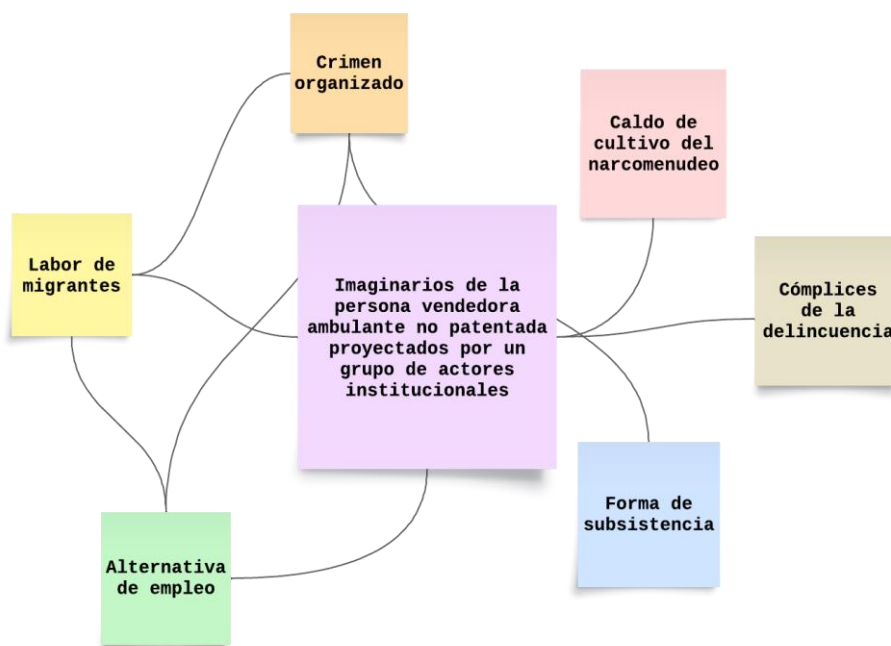 Crimen
organizado
Caldo de
cultivo del
narcomenudeo
Labor de
migrantes
Imaginarios de la
persona vendedora
ambulante no patentada
proyectados por un
grupo de actores
institucionales
Cómplices
de la
delincuencia
Forma de
subsistencia
Alternativa
de empleo